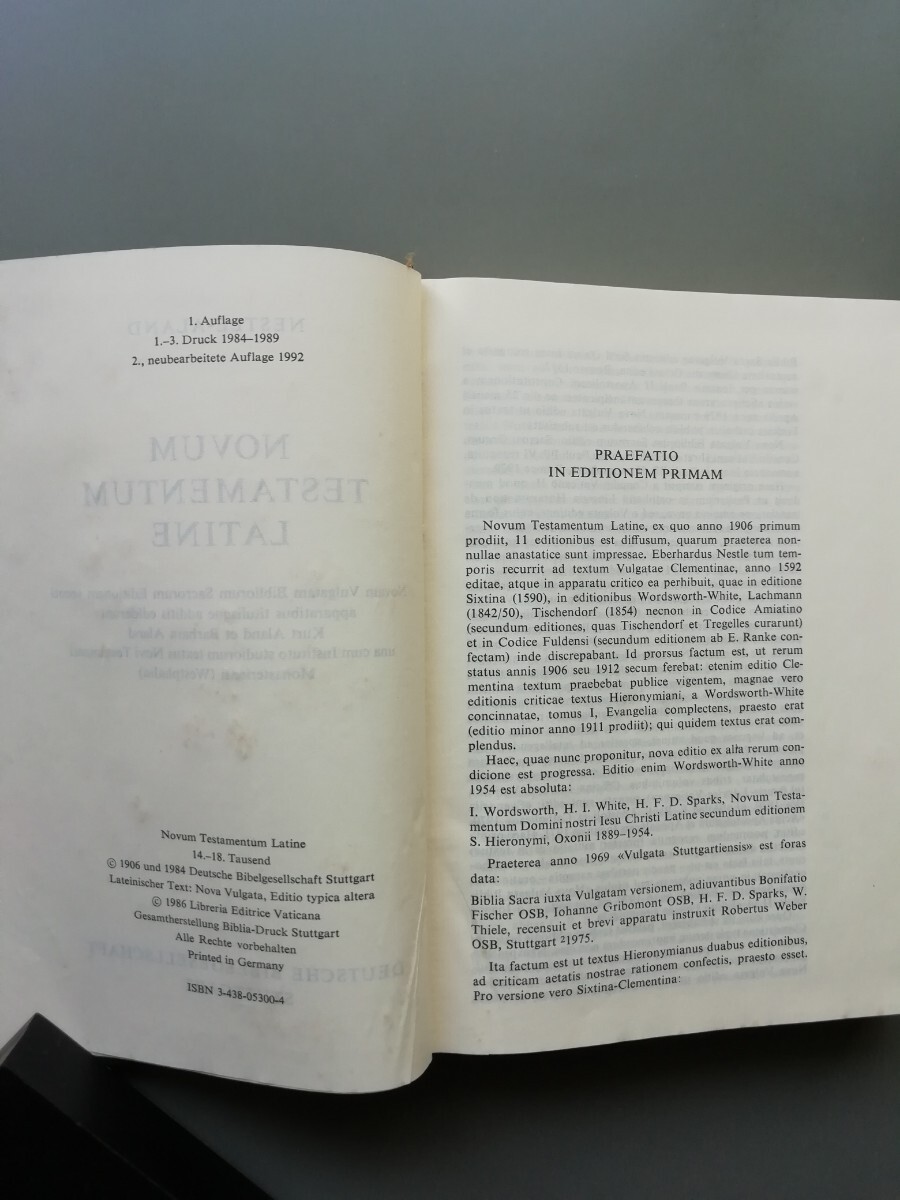 1. Auflage
1.–3. Druck 1984–1989
2., neubearbeitete Auflage 1992
NOVUM
TESTAMENTUM
LATINE
Novum Testamentum Latine
14.–18. Tausend
© 1906 und 1984 Deutsche Bibelgesellschaft Stuttgart
Lateinischer Text: Nova Vulgata, Editio typica altera
© 1986 Libreria Editrice Vaticana
Gesamtherstellung Biblia-Druck Stuttgart
Alle Rechte vorbehalten
Printed in Germany
ISBN 3-438-05300-4
PRAEFATIO
IN EDITIONEM PRIMAM
Novum Testamentum Latine, ex quo anno 1906 primum
prodiit, 11 editionibus est diffusum, quarum praeterea non-
nullae anastatice sunt impressae. Eberhardus Nestle tum tem-
poris recurrit ad textum Vulgatae Clementinae, anno 1592
editae, atque in apparatu critico ea perhibuit, quae in editione
Sixtina (1590), in editionibus Wordsworth-White, Lachmann
(1842/50), Tischendorf (1854) necnon in Codice Amiatino
(secundum editiones, quas Tischendorf et Tregelles curarunt)
et in Codice Fuldensi (secundum editionem ab E. Ranke con-
fectam) inde discrepabant. Id prorsus factum est, ut rerum
status annis 1906 seu 1912 secum ferebat: etenim editio Cle-
mentina textum praebebat publice vigentem, magnae vero
editionis criticae textus Hieronymiani, a Wordsworth-White
concinnatae, tomus I, Evangelia complectens, praesto erat
(editio minor anno 1911 prodiit); qui quidem textus erat com-
plendus.
Haec, quae nunc proponitur, nova editio ex alia rerum con-
dicione est progressa. Editio enim Wordsworth-White anno
1954 est absoluta:
I. Wordsworth, H. I. White, H. F. D. Sparks, Novum Testa-
mentum Domini nostri Iesu Christi Latine secundum editionem
S. Hieronymi, Oxonii 1889–1954.
Praeterea anno 1969 «Vulgata Stuttgartiensis» est foras
data:
Biblia Sacra iuxta Vulgatam versionem, adiuvantibus Bonifatio
Fischer OSB, Iohanne Gribomont OSB, H. F. D. Sparks, W.
Thiele, recensuit et brevi apparatu instruxit Robertus Weber
OSB, Stuttgart ²1975.
Ita factum est ut textus Hieronymianus duabus editionibus,
ad criticam aetatis nostrae rationem confectis, praesto esset.
Pro versione vero Sixtina-Clementina: